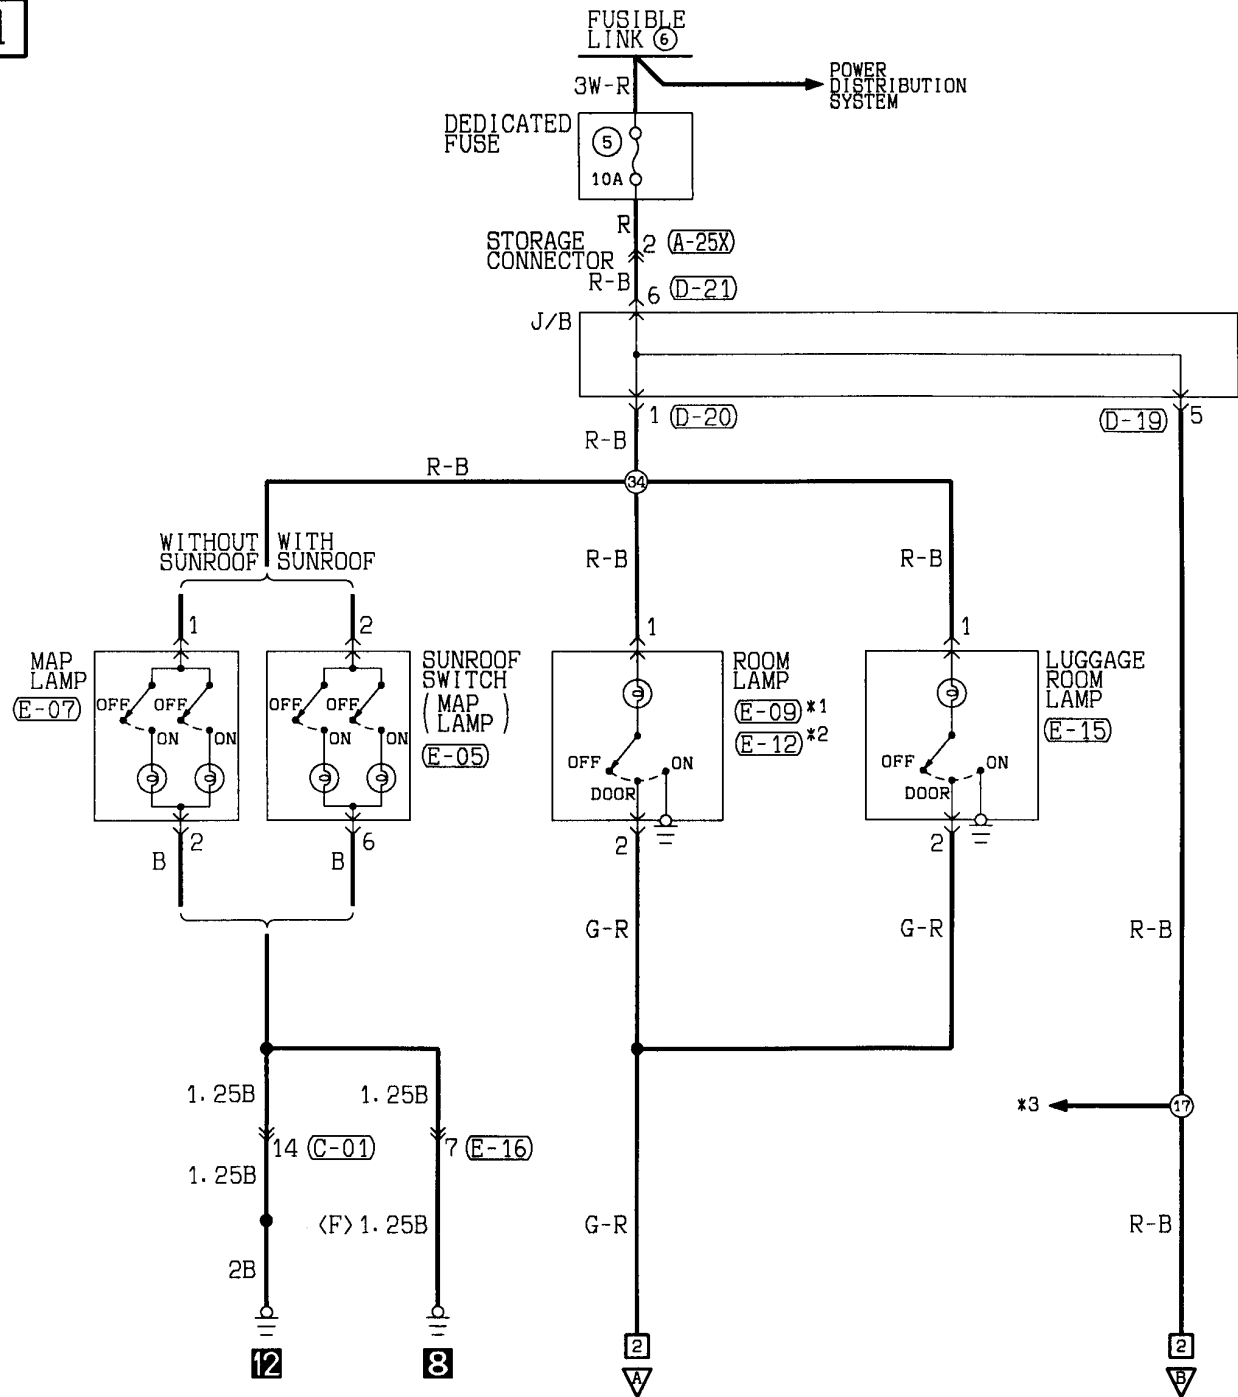 1
FUSIBLE
LINK ⑥
3W-R
POWER
DISTRIBUTION
SYSTEM
DEDICATED
FUSE
⑤
10A
R
STORAGE
CONNECTOR
2 (A-25X)
R-B
6 (D-21)
J/B
1 (D-20)
(D-19) 5
R-B
R-B
34
WITHOUT
SUNROOF
WITH
SUNROOF
R-B
R-B
1
2
1
1
MAP
LAMP
(E-07)
OFF OFF
ON ON
OFF OFF
ON ON
SUNROOF
SWITCH
(MAP
LAMP)
(E-05)
ROOM
LAMP
(E-09)*1
(E-12)*2
OFF ON
DOOR
LUGGAGE
ROOM
LAMP
(E-15)
OFF ON
DOOR
2
6
2
2
B
B
G-R
G-R
R-B
1.25B
1.25B
*3
17
14 (C-01)
7 (E-16)
1.25B
〈F〉1.25B
G-R
R-B
2B
12
8
2
A
2
B